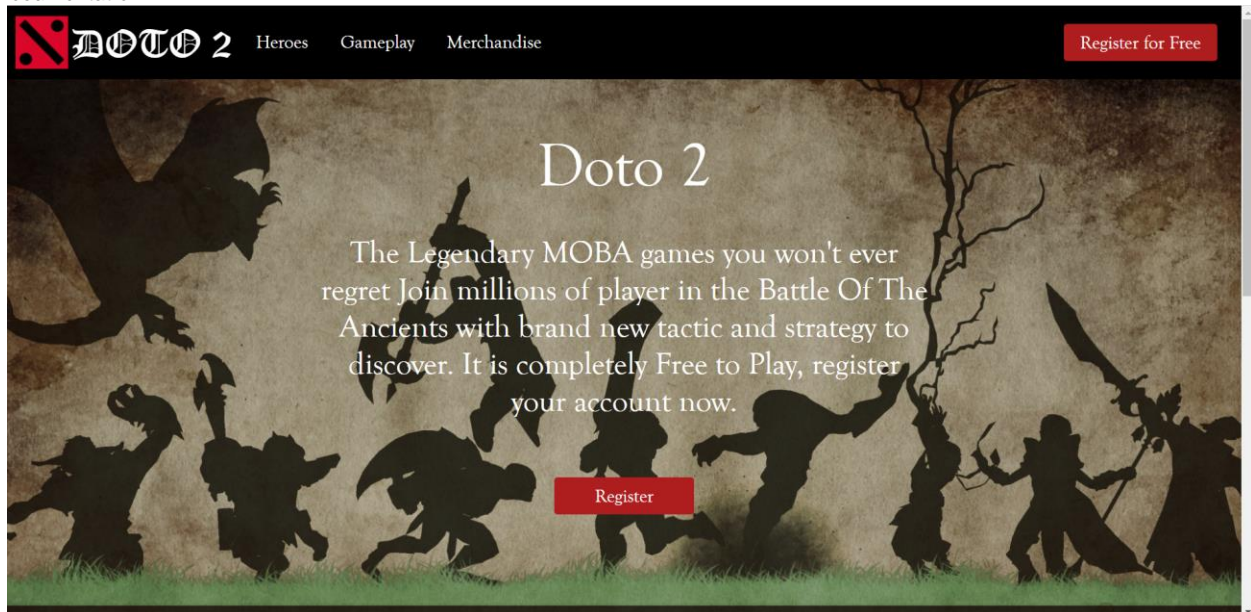 DOTO 2
Heroes
Gameplay
Merchandise
Register for Free
Doto 2
The Legendary MOBA games you won't ever
regret Join millions of player in the Battle Of The
Ancients with brand new tactic and strategy to
discover. It is completely Free to Play, register
your account now.
Register